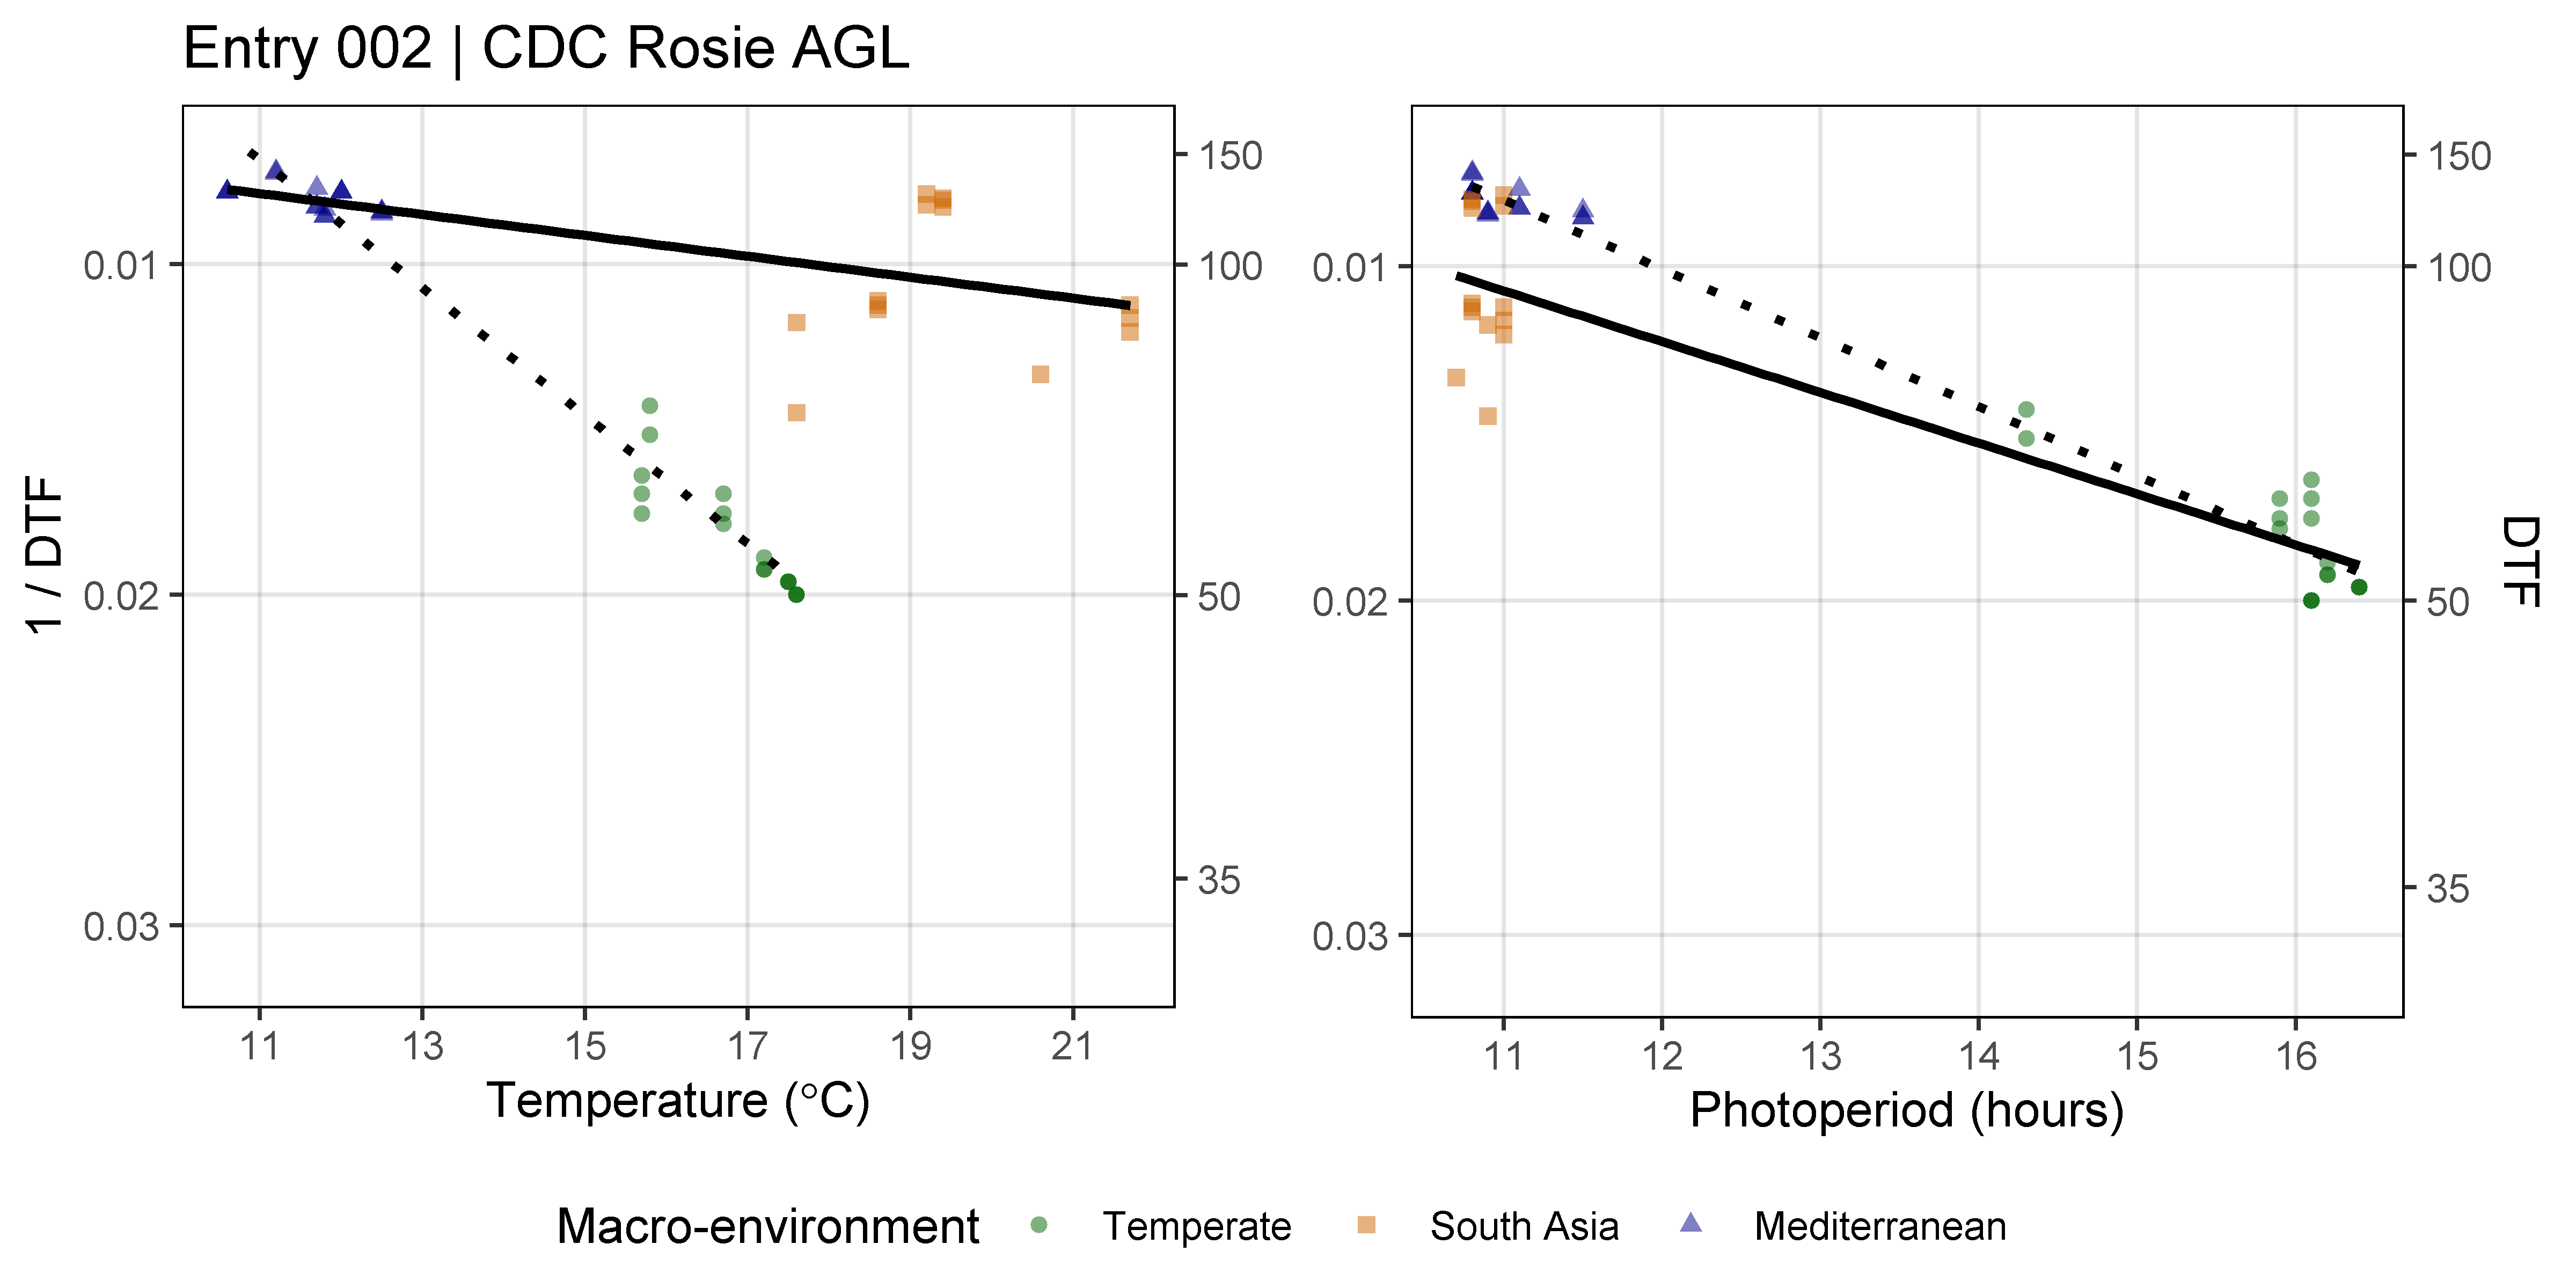 Entry 002 | CDC Rosie AGL
1 / DTF
0.01
0.02
0.03
150
100
50
35
11 13 15 17 19 21
Temperature (°C)
0.01
0.02
0.03
150
100
50
35
DTF
11 12 13 14 15 16
Photoperiod (hours)
Macro-environment Temperate South Asia Mediterranean